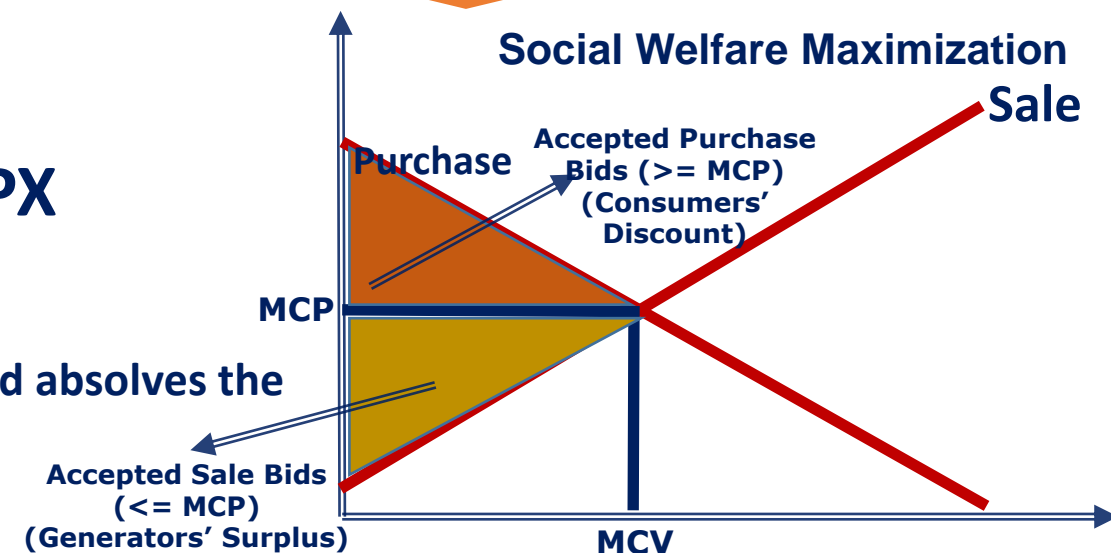 Social Welfare Maximization
Sale
Purchase
Accepted Purchase
Bids (>= MCP)
(Consumers’
Discount)
PX
MCP
d absolves the
Accepted Sale Bids
(<= MCP)
(Generators’ Surplus)
MCV